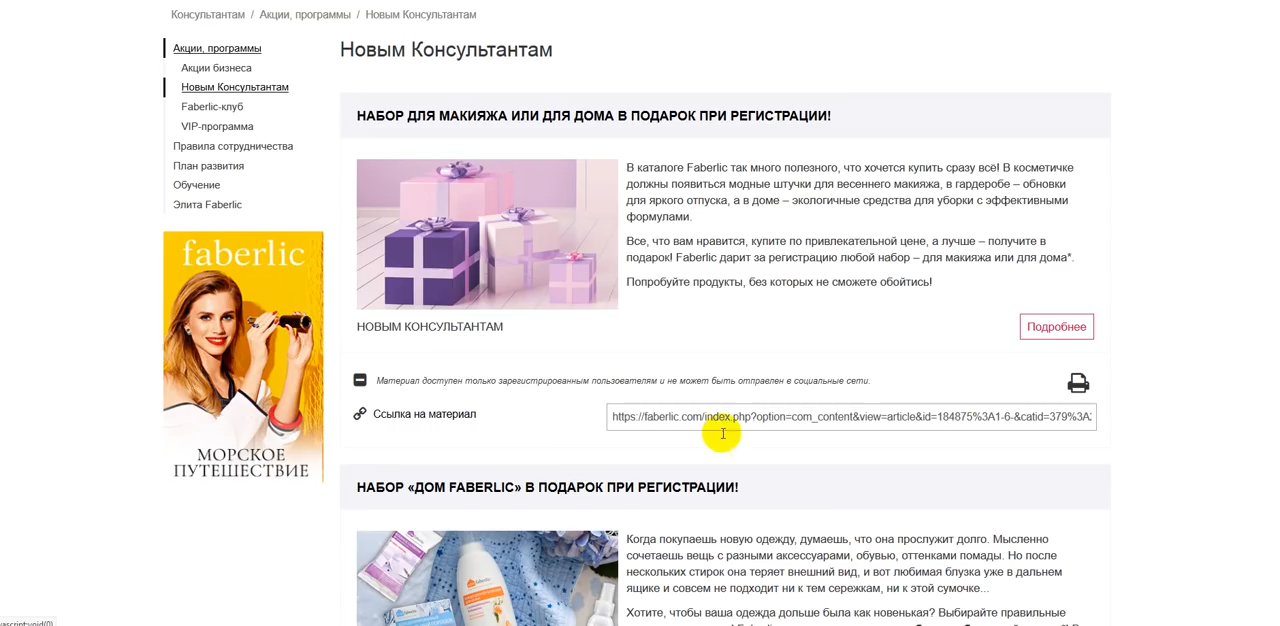 Консультантам / Акции, программы / Новым Консультантам
Акции, программы
Акции бизнеса
Новым Консультантам
Faberlic-клуб
VIP-программа
Правила сотрудничества
План развития
Обучение
Элита Faberlic
faberlic
МОРСКОЕ
ПУТЕШЕСТВИЕ
Новым Консультантам
НАБОР ДЛЯ МАКИЯЖА ИЛИ ДЛЯ ДОМА В ПОДАРОК ПРИ РЕГИСТРАЦИИ!
В каталоге Faberlic так много полезного, что хочется купить сразу всё! В косметичке
должны появиться модные штучки для весеннего макияжа, в гардеробе – обновки
для яркого отпуска, а в доме – экологичные средства для уборки с эффективными
формулами.
Все, что вам нравится, купите по привлекательной цене, а лучше – получите в
подарок! Faberlic дарит за регистрацию любой набор – для макияжа или для дома*.
Попробуйте продукты, без которых не сможете обойтись!
НОВЫМ КОНСУЛЬТАНТАМ
Подробнее
Материал доступен только зарегистрированным пользователям и не может быть отправлен в социальные сети.
Ссылка на материал
https://faberlic.com/index.php?option=com_content&view=article&id=184875%3A1-6-&catid=379%3A
НАБОР «ДОМ FABERLIC» В ПОДАРОК ПРИ РЕГИСТРАЦИИ!
faberlic
Когда покупаешь новую одежду, думаешь, что она прослужит долго. Мысленно
сочетаешь вещь с разными аксессуарами, обувью, оттенками помады. Но после
нескольких стирок она теряет внешний вид, и вот любимая блузка уже в дальнем
ящике и совсем не подходит ни к тем сережкам, ни к этой сумочке...
Хотите, чтобы ваша одежда дольше была как новенькая? Выбирайте правильные